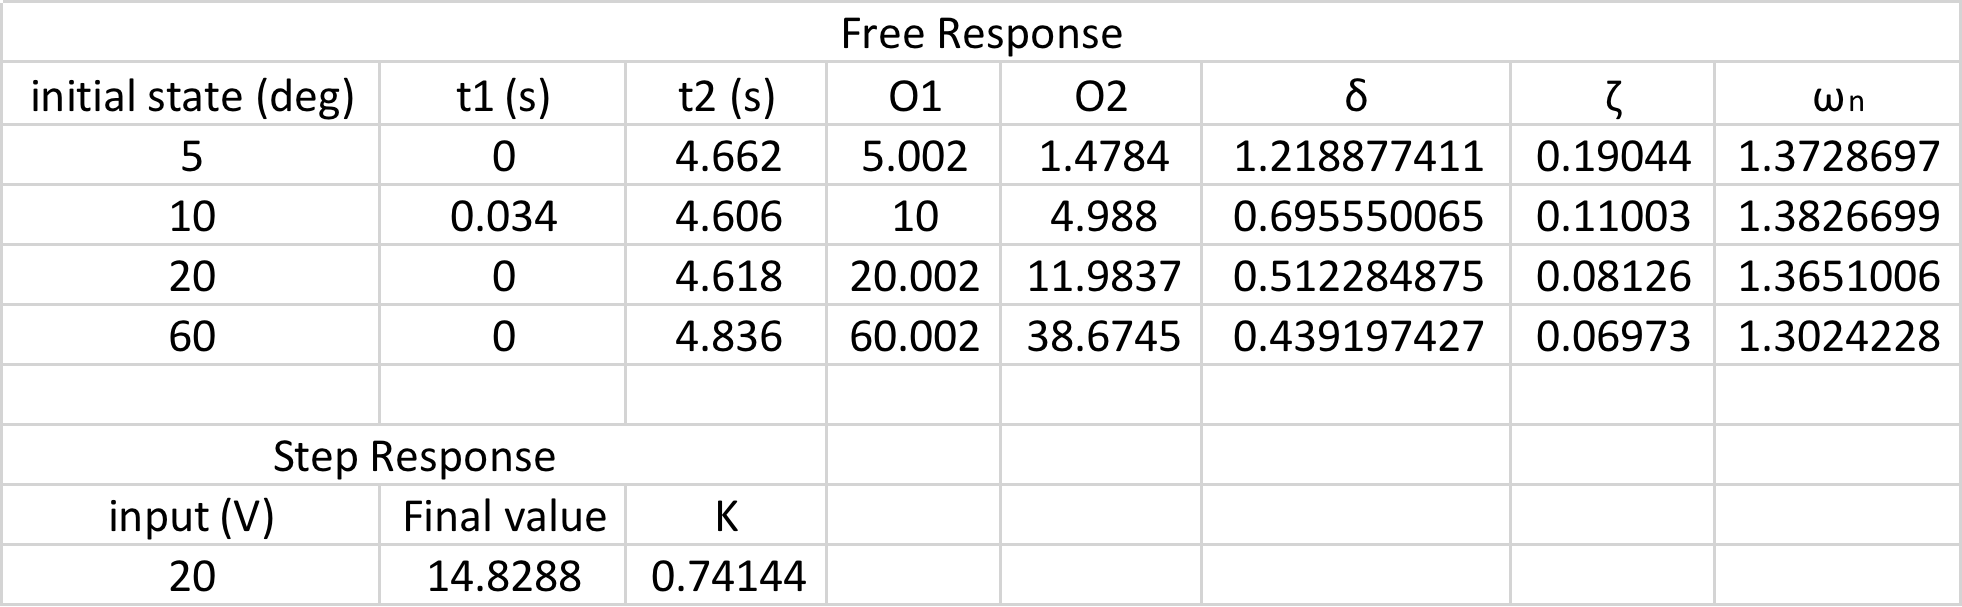 Free Response
initial state (deg) t1 (s) t2 (s) O1 O2 δ ζ ωn
5 0 4.662 5.002 1.4784 1.218877411 0.19044 1.3728697
10 0.034 4.606 10 4.988 0.695550065 0.11003 1.3826699
20 0 4.618 20.002 11.9837 0.512284875 0.08126 1.3651006
60 0 4.836 60.002 38.6745 0.439197427 0.06973 1.3024228
Step Response
input (V) Final value K
20 14.8288 0.74144